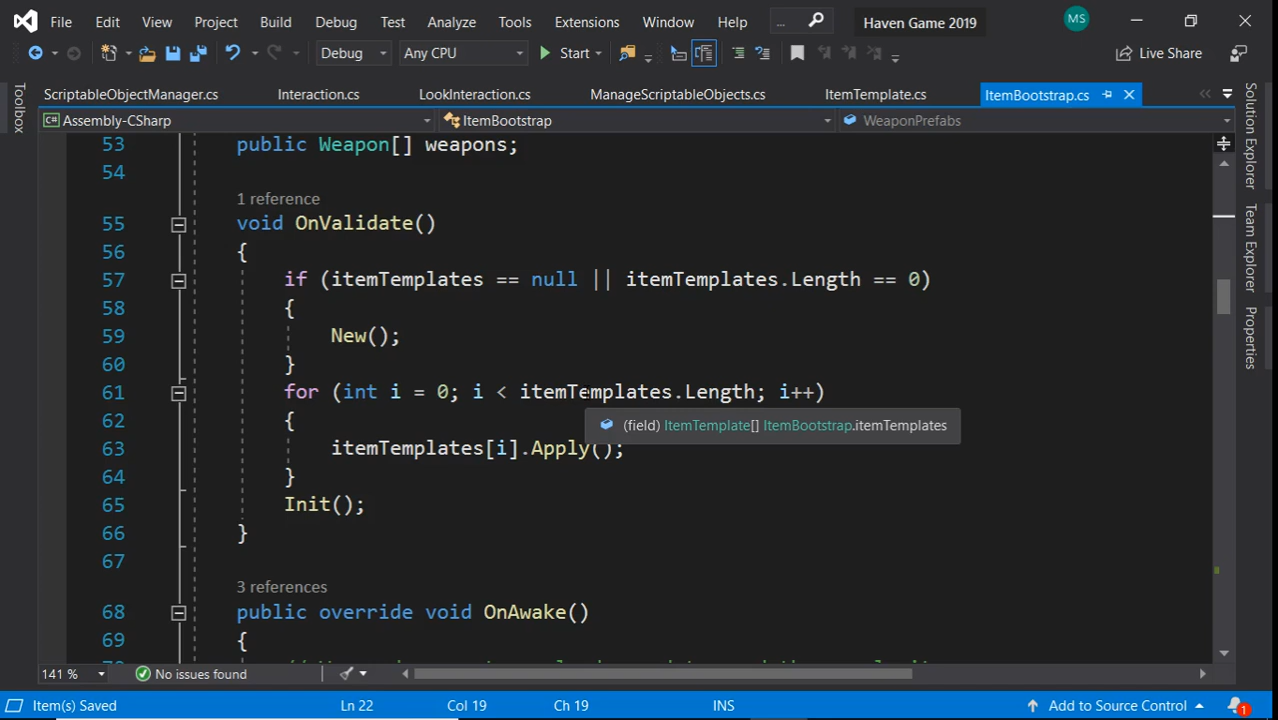 File Edit View Project Build Debug Test Analyze Tools Extensions Window Help ... Haven Game 2019 MS
Debug Any CPU Start Live Share
Toolbox
ScriptableObjectManager.cs Interaction.cs LookInteraction.cs ManageScriptableObjects.cs ItemTemplate.cs ItemBootstrap.cs
Assembly-CSharp ItemBootstrap WeaponPrefabs
53 public Weapon[] weapons;
54
1 reference
55 void OnValidate()
56 {
57 if (itemTemplates == null || itemTemplates.Length == 0)
58 {
59 New();
60 }
61 for (int i = 0; i < itemTemplates.Length; i++)
62 {
(field) ItemTemplate[] ItemBootstrap.itemTemplates
63 itemTemplates[i].Apply();
64 }
65 Init();
66 }
67
3 references
68 public override void OnAwake()
69 {
Solution Explorer
Team Explorer
Properties
141 % No issues found
Item(s) Saved Ln 22 Col 19 Ch 19 INS Add to Source Control 1